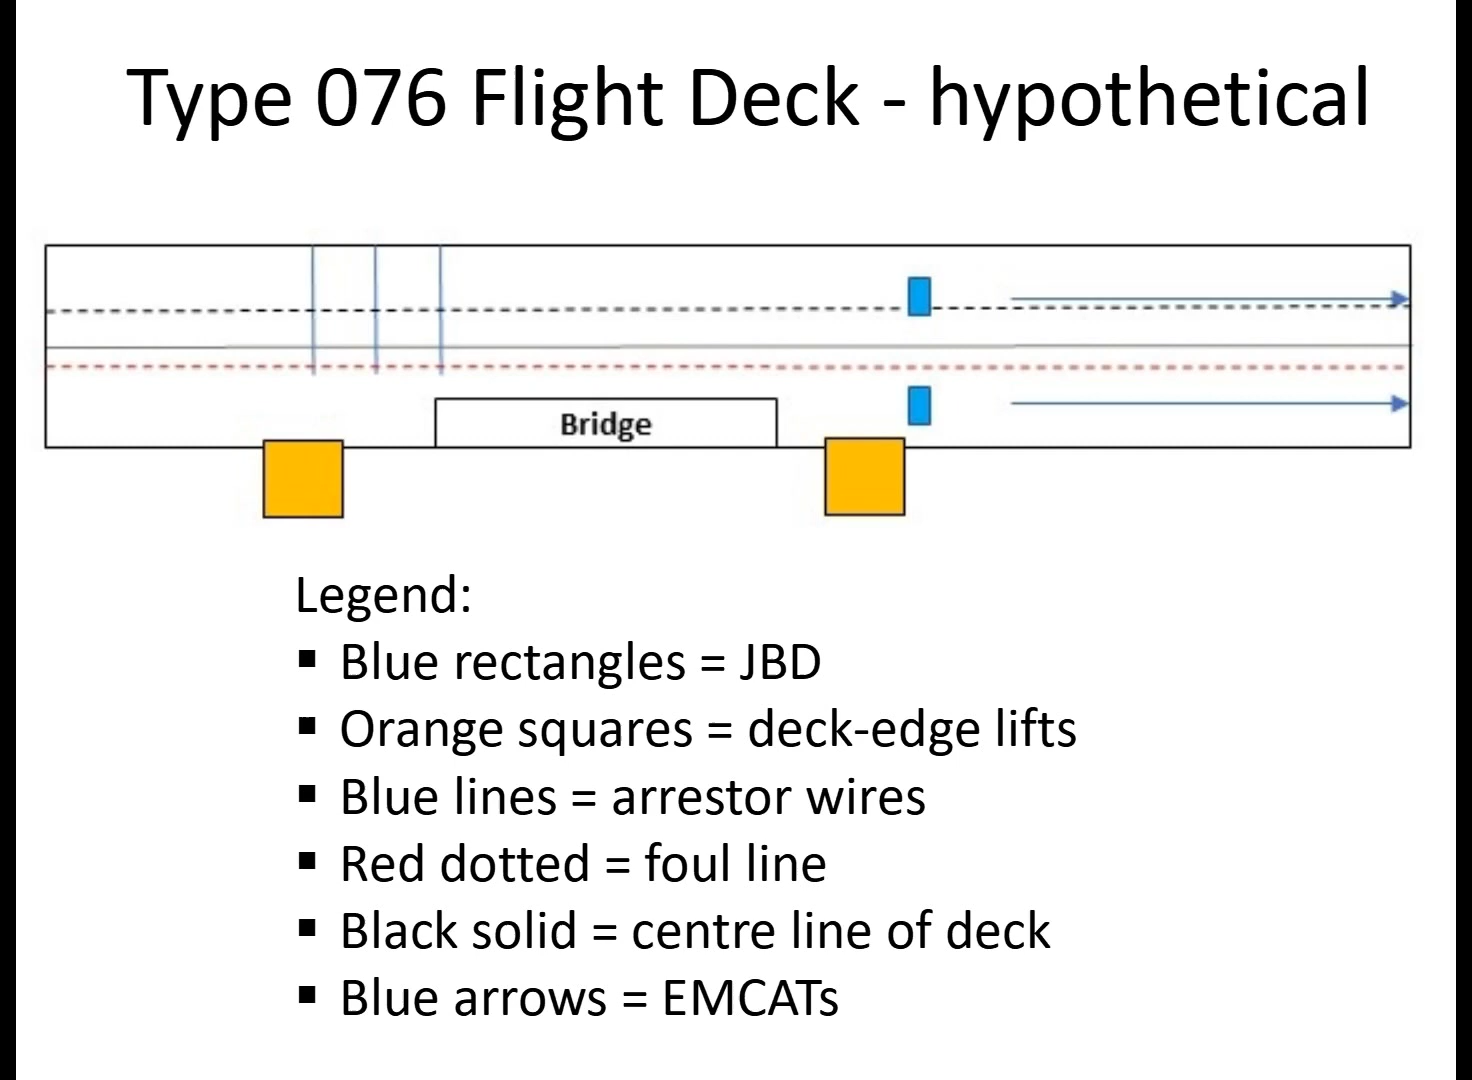 Type 076 Flight Deck - hypothetical
Bridge
Legend:
▪ Blue rectangles = JBD
▪ Orange squares = deck-edge lifts
▪ Blue lines = arrestor wires
▪ Red dotted = foul line
▪ Black solid = centre line of deck
▪ Blue arrows = EMCATs